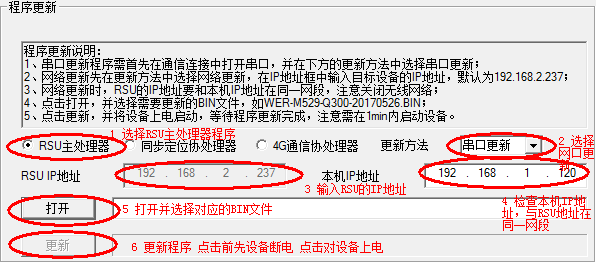 程序更新
程序更新说明：
1、串口更新程序需首先在通信连接中打开串口，并在下方的更新方法中选择串口更新；
2、网络更新先在更新方法中选择网络更新，在IP地址框中输入目标设备的IP地址，默认为192.168.2.237；
3、网络更新时，RSU的IP地址要和本机IP地址在同一网段，注意关闭无线网络；
4、点击打开，并选择需要更新的BIN文件，如WER-M529-Q300-20170526.BIN；
5、点击更新，并将设备上电启动，等待程序更新完成，注意需在1min内启动设备。
1 选择RSU主处理器程序
RSU主处理器 同步定位协处理器 4G通信协处理器 更新方法 串口更新
2 选择网口更新
RSU IP地址 192 . 168 . 2 . 237 本机IP地址 192 . 168 . 1 . 120
3 输入RSU的IP地址
打开 5 打开并选择对应的BIN文件
4 检查本机IP地
址，与RSU地址在
同一网段
更新 6 更新程序 点击前先设备断电 点击对设备上电